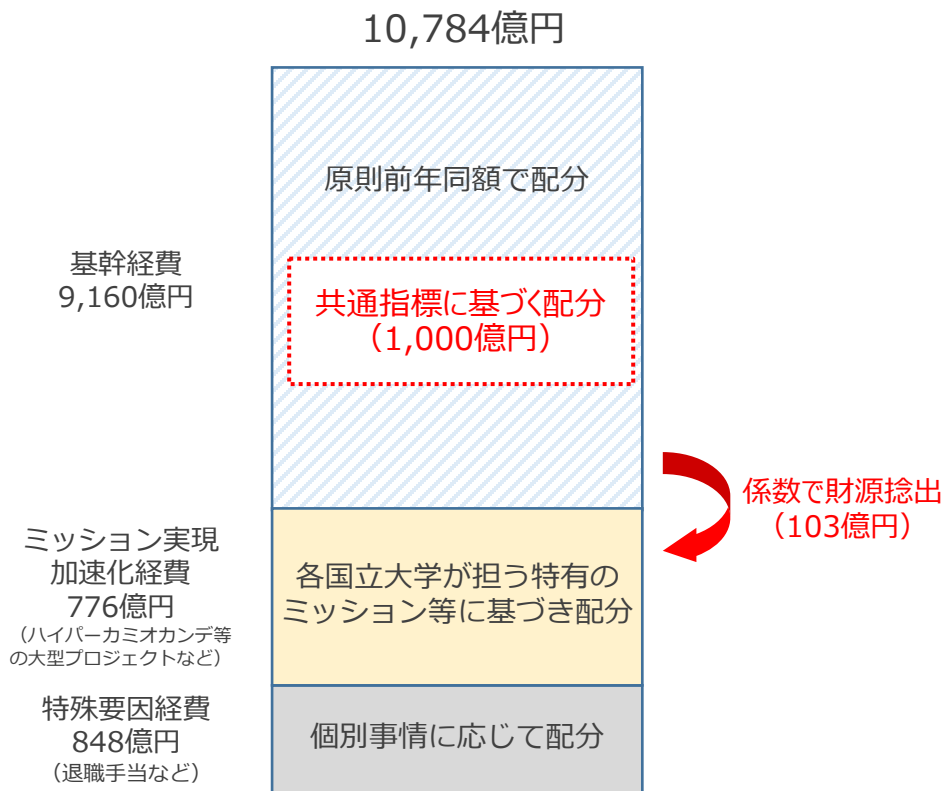 10,784億円
原則前年同額で配分
基幹経費
9,160億円
共通指標に基づく配分
（1,000億円）
係数で財源捻出
（103億円）
ミッション実現
加速化経費
776億円
（ハイパーカミオカンデ等
の大型プロジェクトなど）
各国立大学が担う特有の
ミッション等に基づき配分
特殊要因経費
848億円
（退職手当など）
個別事情に応じて配分